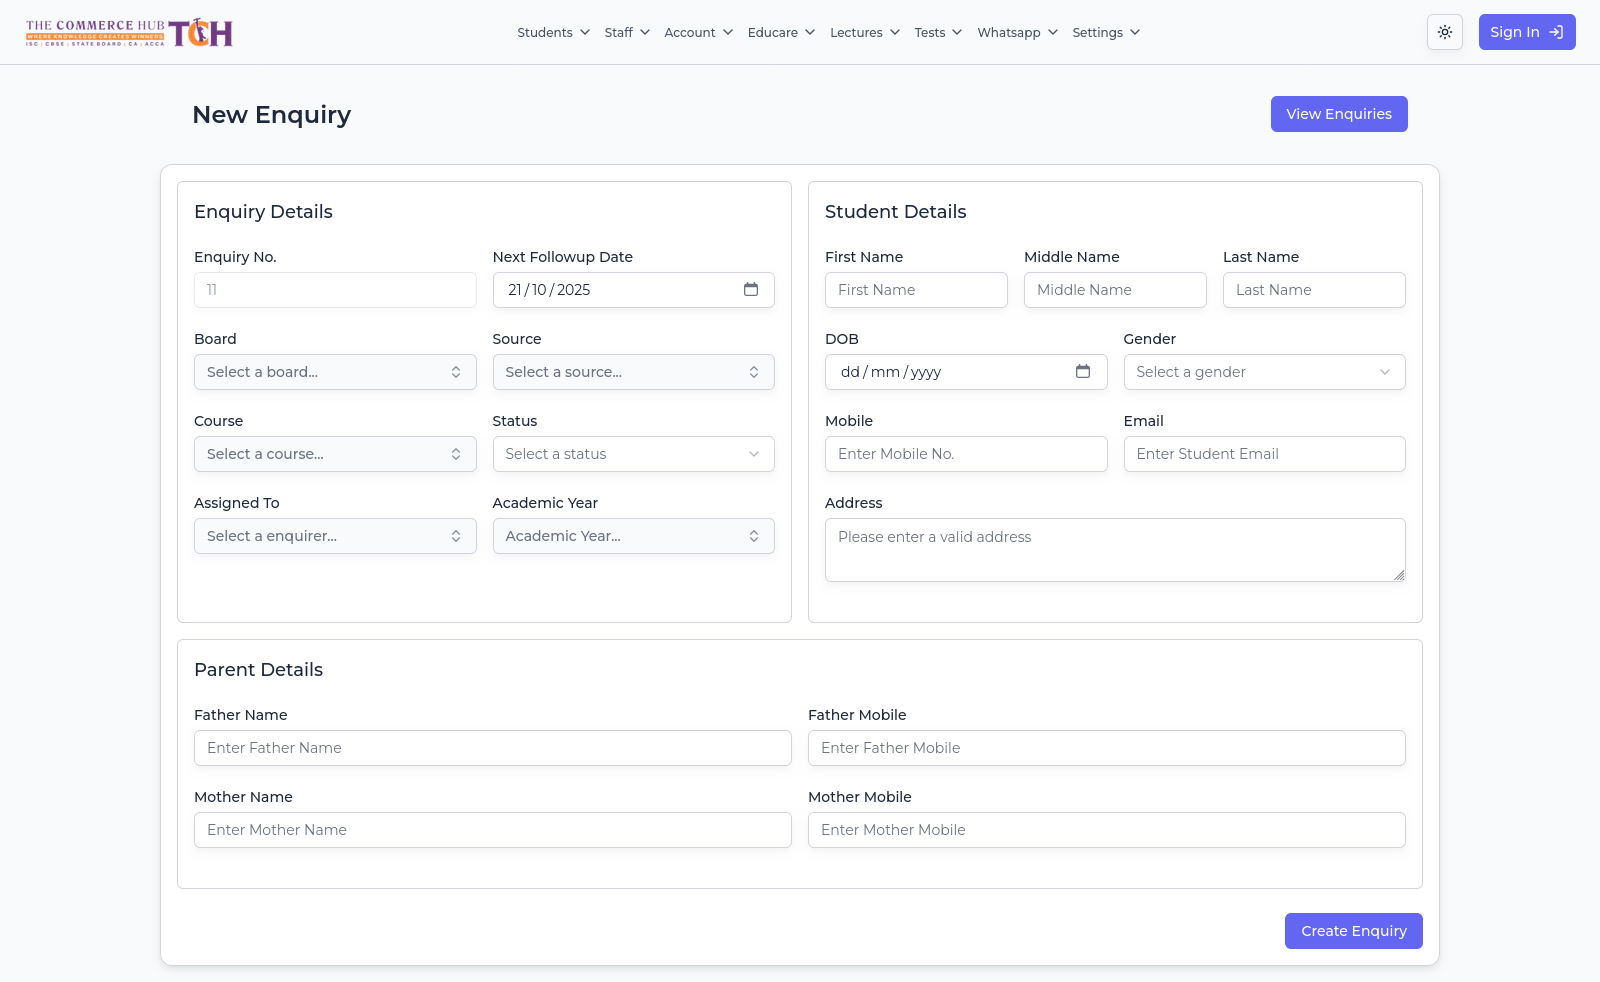 THE COMMERCE HUB
WHERE KNOWLEDGE CREATES WINNERS
ISC | CBSE | STATE BOARD | CA | ACCA
TCH
Students Staff Account Educare Lectures Tests Whatsapp Settings
Sign In
New Enquiry
View Enquiries
Enquiry Details
Enquiry No. Next Followup Date
11 21/10/2025
Board Source
Select a board... Select a source...
Course Status
Select a course... Select a status
Assigned To Academic Year
Select a enquirer... Academic Year...
Student Details
First Name Middle Name Last Name
First Name Middle Name Last Name
DOB Gender
dd/mm/yyyy Select a gender
Mobile Email
Enter Mobile No. Enter Student Email
Address
Please enter a valid address
Parent Details
Father Name Father Mobile
Enter Father Name Enter Father Mobile
Mother Name Mother Mobile
Enter Mother Name Enter Mother Mobile
Create Enquiry